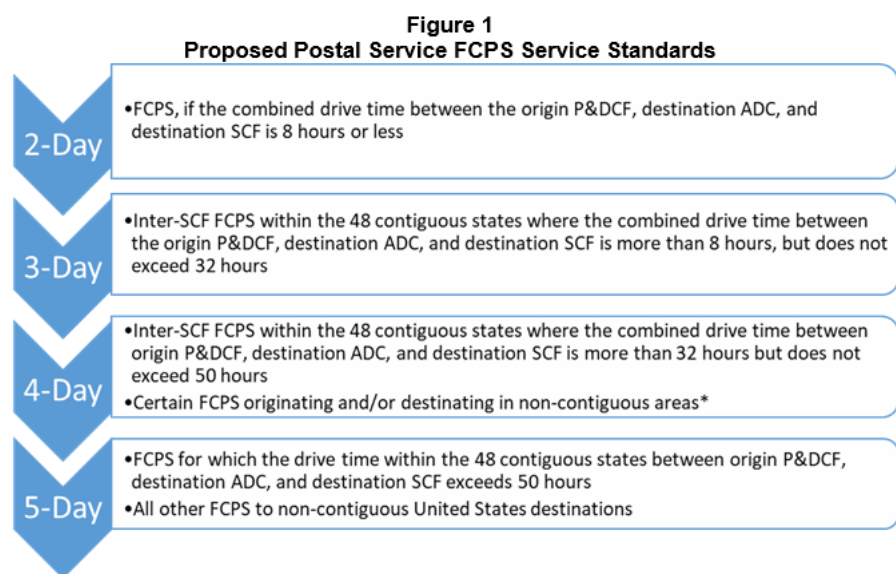 Figure 1
Proposed Postal Service FCPS Service Standards
2-Day
•FCPS, if the combined drive time between the origin P&DCF, destination ADC, and
destination SCF is 8 hours or less
3-Day
•Inter-SCF FCPS within the 48 contiguous states where the combined drive time between
the origin P&DCF, destination ADC, and destination SCF is more than 8 hours, but does not
exceed 32 hours
4-Day
•Inter-SCF FCPS within the 48 contiguous states where the combined drive time between
origin P&DCF, destination ADC, and destination SCF is more than 32 hours but does not
exceed 50 hours
•Certain FCPS originating and/or destinating in non-contiguous areas*
5-Day
•FCPS for which the drive time within the 48 contiguous states between origin P&DCF,
destination ADC, and destination SCF exceeds 50 hours
•All other FCPS to non-contiguous United States destinations